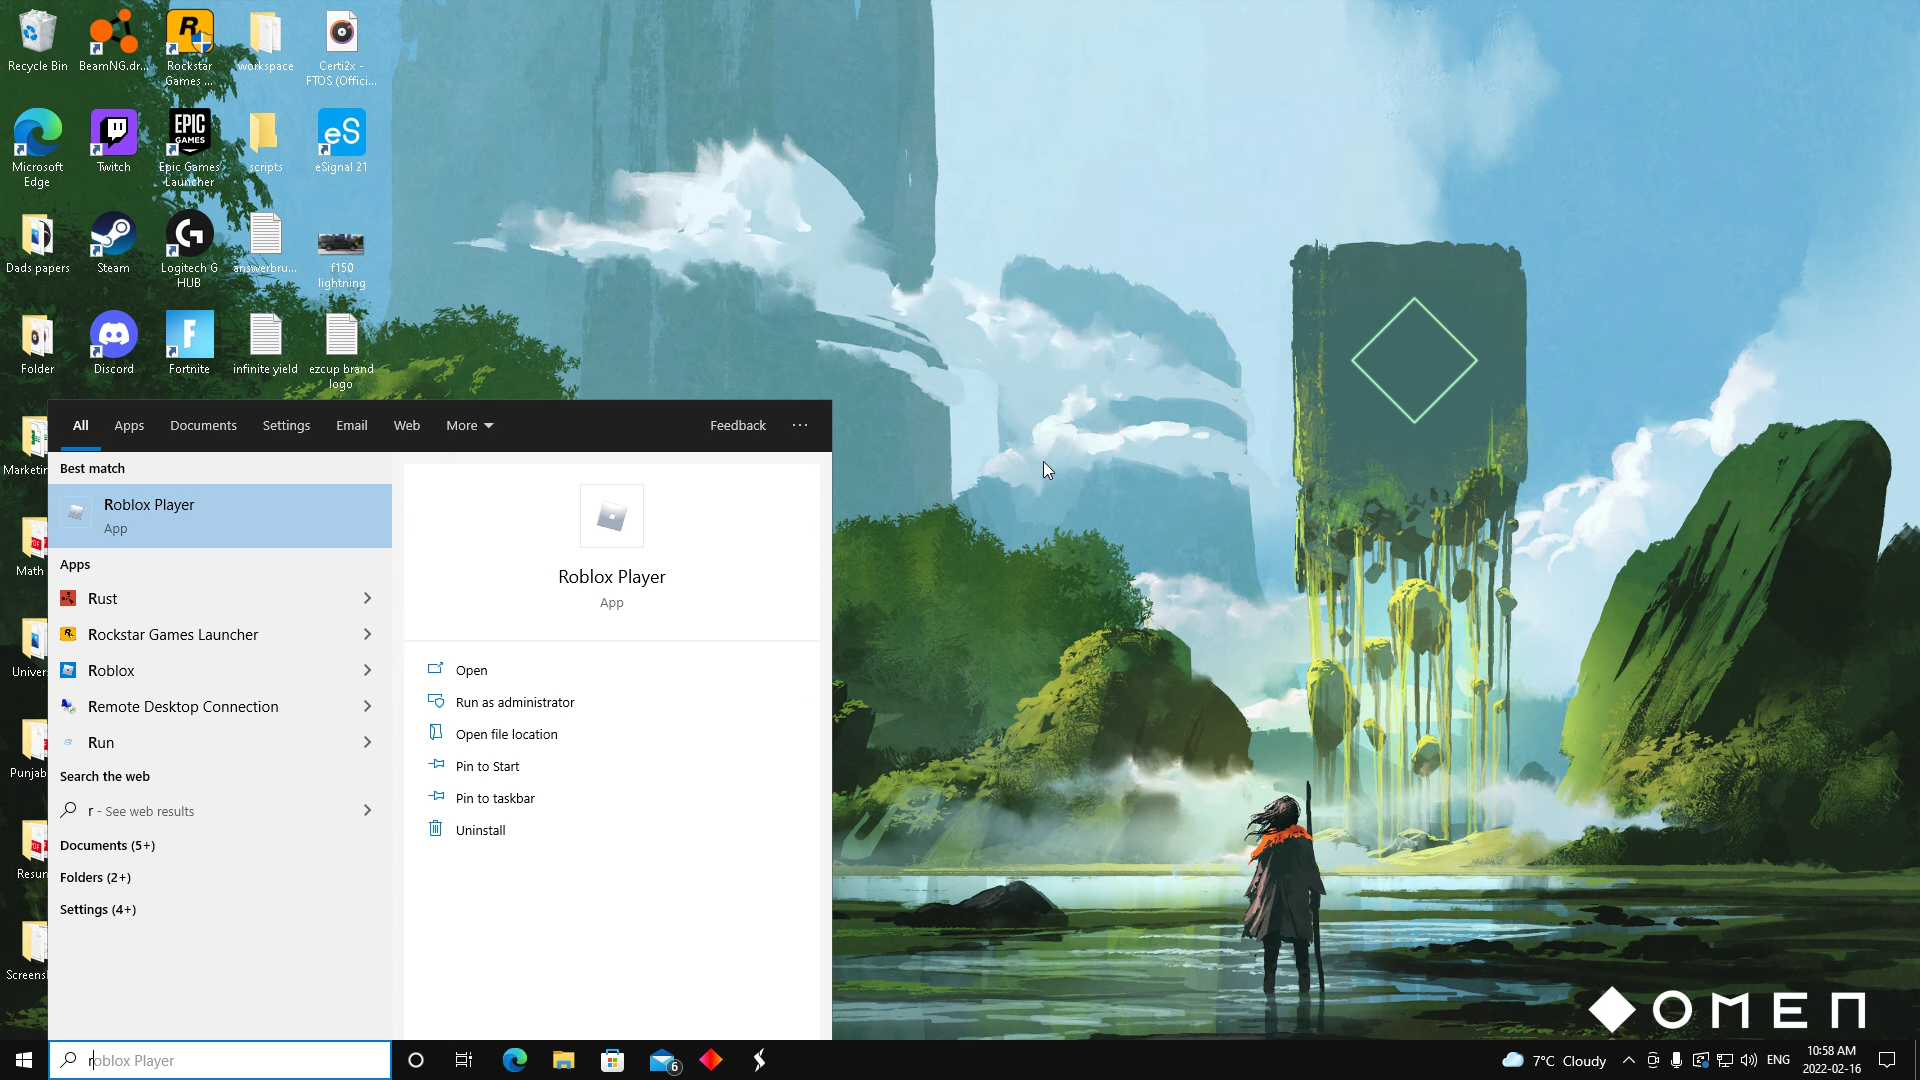 Recycle Bin
BeamNG.dr...
Rockstar
Games ...
workspace
Certi2x -
FTOS (Offici...
Microsoft
Edge
Twitch
EPIC
GAMES
Epic Games
Launcher
scripts
eS
eSignal 21
Dads papers
Steam
Logitech G
HUB
answerbru...
f150
lightning
Folder
Discord
Fortnite
infinite yield
ezcup brand
logo
Marketin
Math
Univer
Punjab
Resum
Screensh
All
Apps
Documents
Settings
Email
Web
More
Feedback
...
Best match
Roblox Player
App
Apps
Rust
Rockstar Games Launcher
Roblox
Remote Desktop Connection
Run
Search the web
r - See web results
Documents (5+)
Folders (2+)
Settings (4+)
Roblox Player
App
Open
Run as administrator
Open file location
Pin to Start
Pin to taskbar
Uninstall
OMEN
roblox Player
6
7°C Cloudy
ENG
10:58 AM
2022-02-16